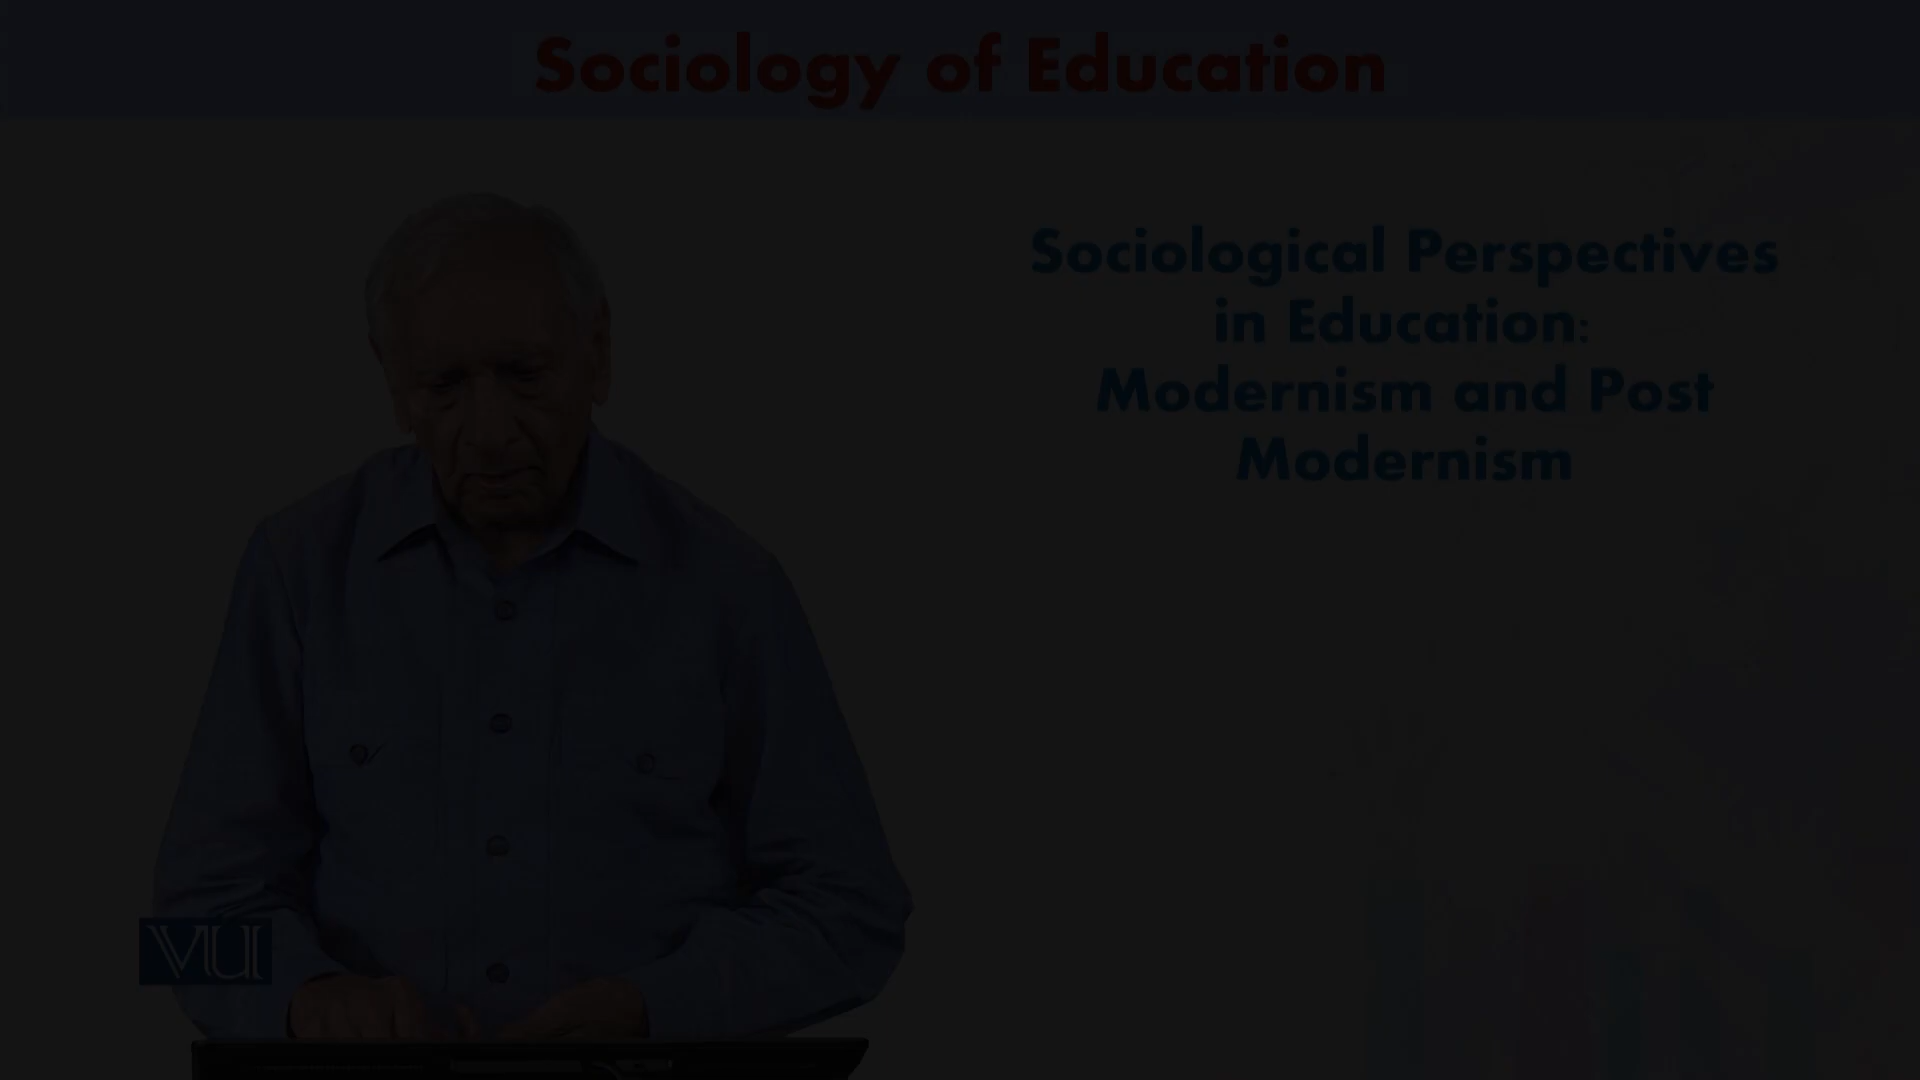 Sociology of Education
Sociological Perspectives
in Education:
Modernism and Post
Modernism
VU